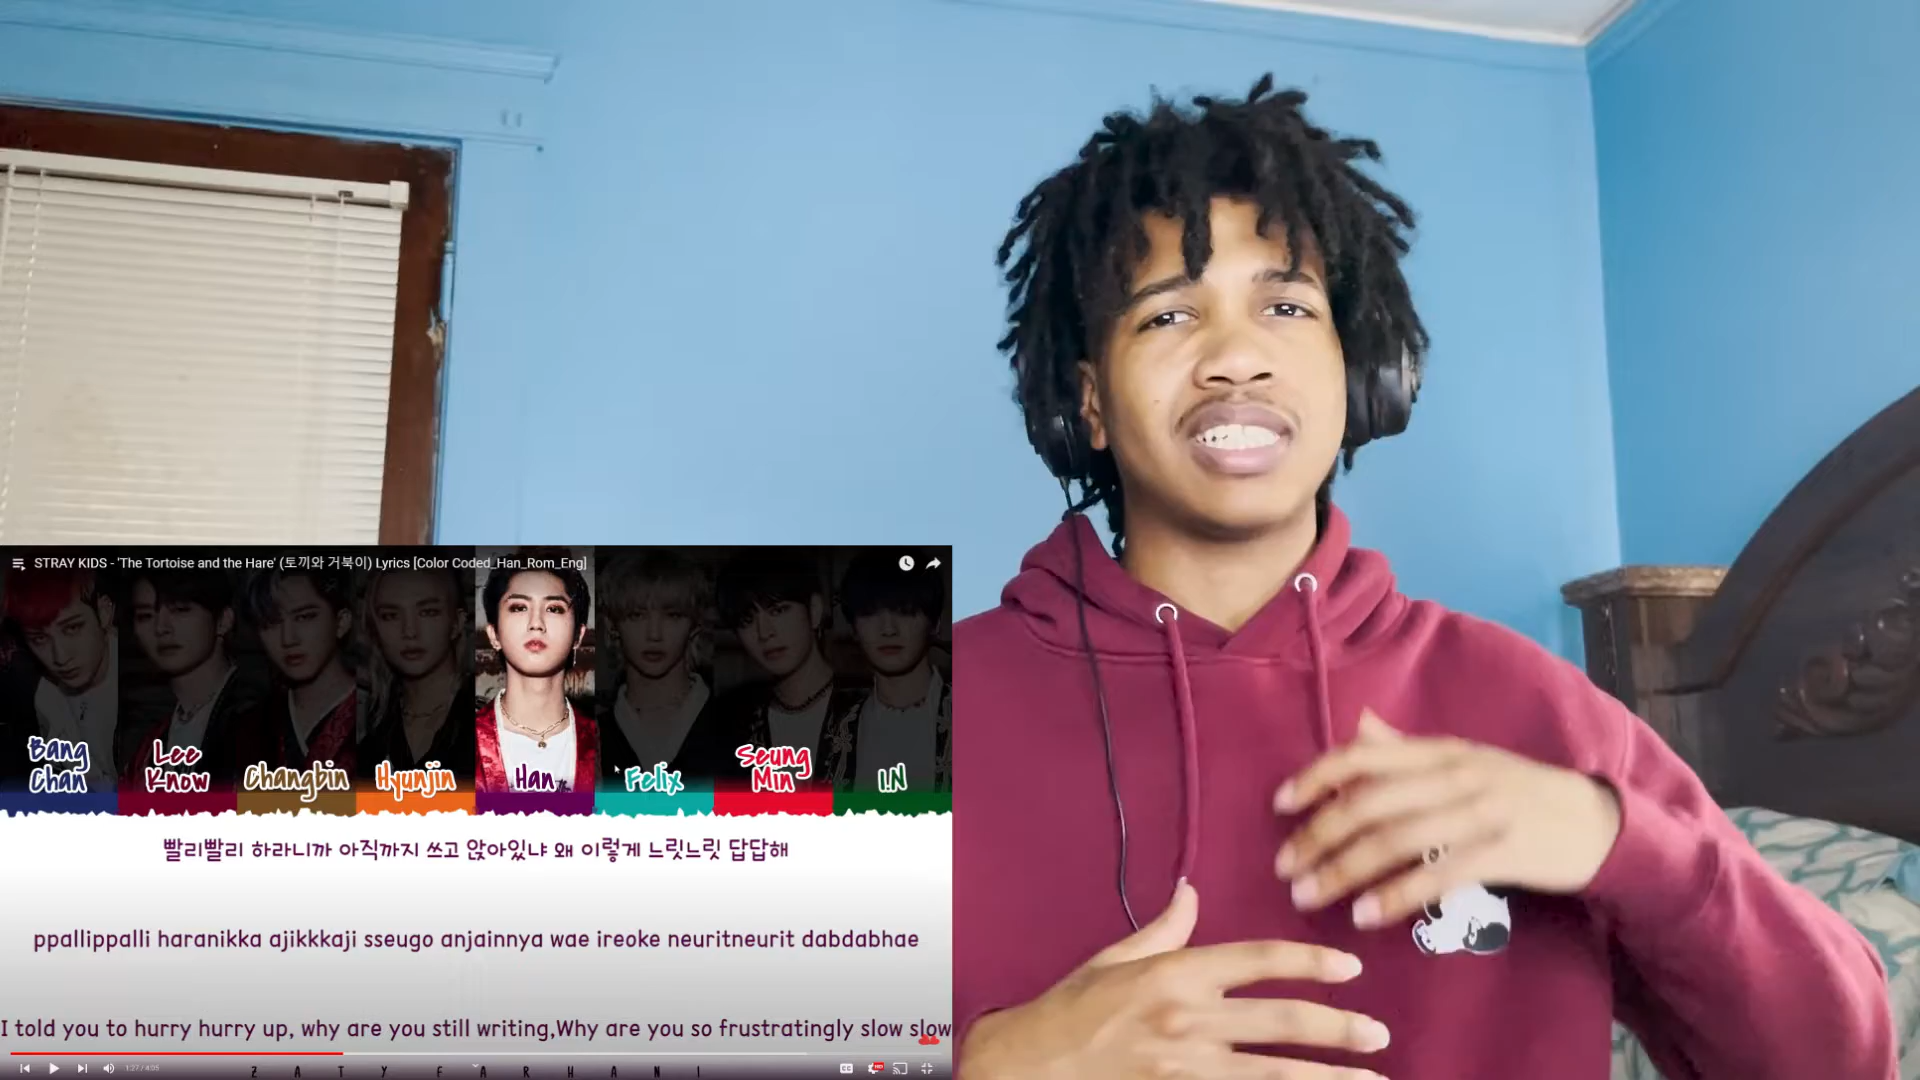 STRAY KIDS - 'The Tortoise and the Hare' (토끼와 거북이) Lyrics [Color Coded_Han_Rom_Eng]
Bang Chan
Lee Know
Changbin
Hyunjin
Han
Felix
Seung Min
I.N
빨리빨리 하라니까 아직까지 쓰고 앉아있냐 왜 이렇게 느릿느릿 답답해
ppallippalli haranikka ajikkkaji sseugo anjainnya wae ireoke neuritneurit dabdabhae
I told you to hurry hurry up, why are you still writing,Why are you so frustratingly slow slow
1:27 / 4:05
Z A T Y F A R H A N I